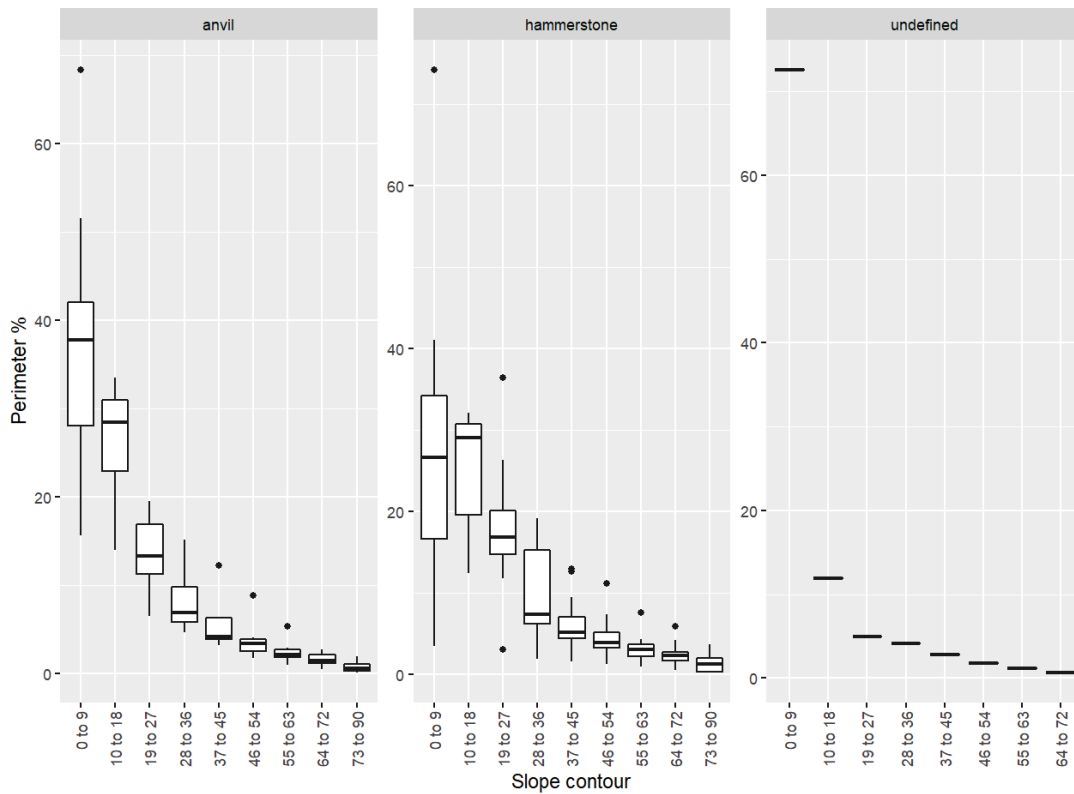 anvil
hammerstone
undefined
Perimeter %
60
40
20
0
60
40
20
0
60
40
20
0
0 to 9
10 to 18
19 to 27
28 to 36
37 to 45
46 to 54
55 to 63
64 to 72
73 to 90
0 to 9
10 to 18
19 to 27
28 to 36
37 to 45
46 to 54
55 to 63
64 to 72
73 to 90
0 to 9
10 to 18
19 to 27
28 to 36
37 to 45
46 to 54
55 to 63
64 to 72
Slope contour